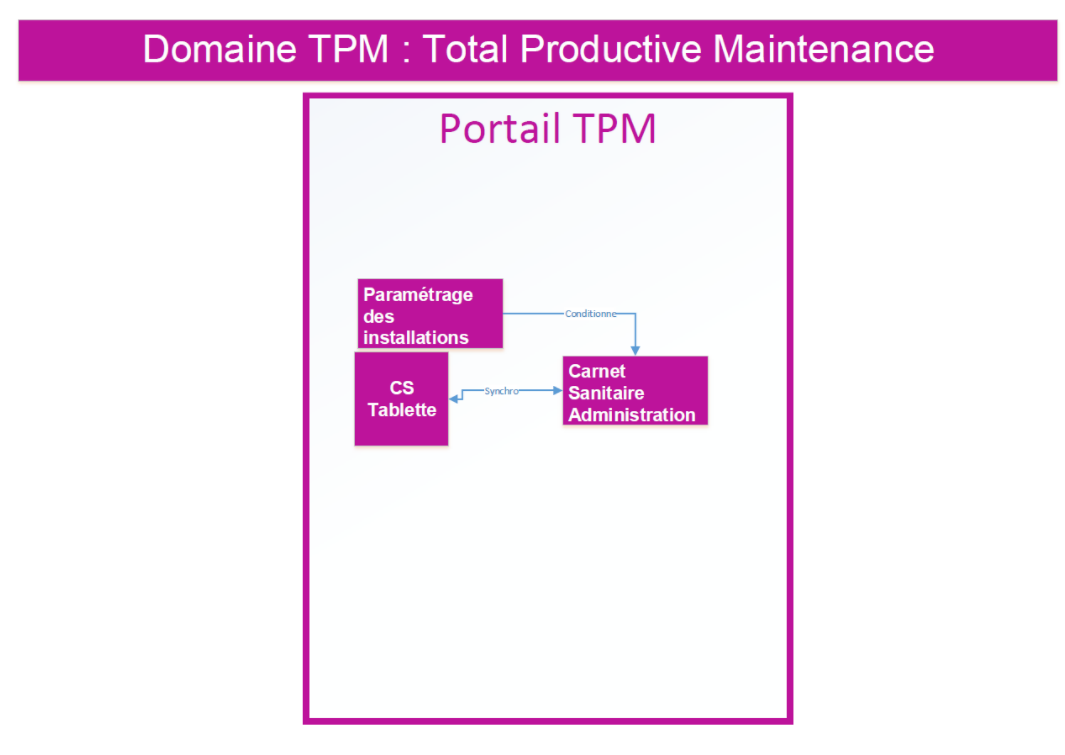 Domaine TPM : Total Productive Maintenance
Portail TPM
Paramétrage
des
installations
Conditionne
CS
Tablette
Synchro
Carnet
Sanitaire
Administration